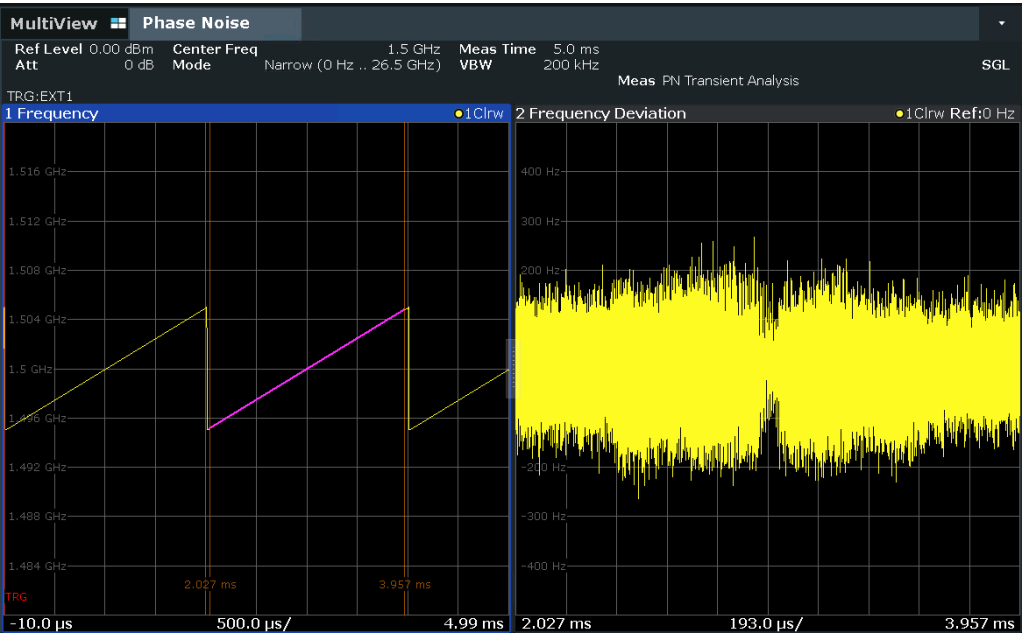 MultiView Phase Noise
Ref Level 0.00 dBm Center Freq 1.5 GHz Meas Time 5.0 ms
Att 0 dB Mode Narrow (0 Hz .. 26.5 GHz) VBW 200 kHz SGL
Meas PN Transient Analysis
TRG:EXT1
1 Frequency 1Clrw
1.516 GHz
1.512 GHz
1.508 GHz
1.504 GHz
1.5 GHz
1.496 GHz
1.492 GHz
1.488 GHz
1.484 GHz
2.027 ms 3.957 ms
TRG
-10.0 µs 500.0 µs/ 4.99 ms
2 Frequency Deviation 1Clrw Ref:0 Hz
400 Hz
300 Hz
200 Hz
-200 Hz
-300 Hz
-400 Hz
2.027 ms 193.0 µs/ 3.957 ms